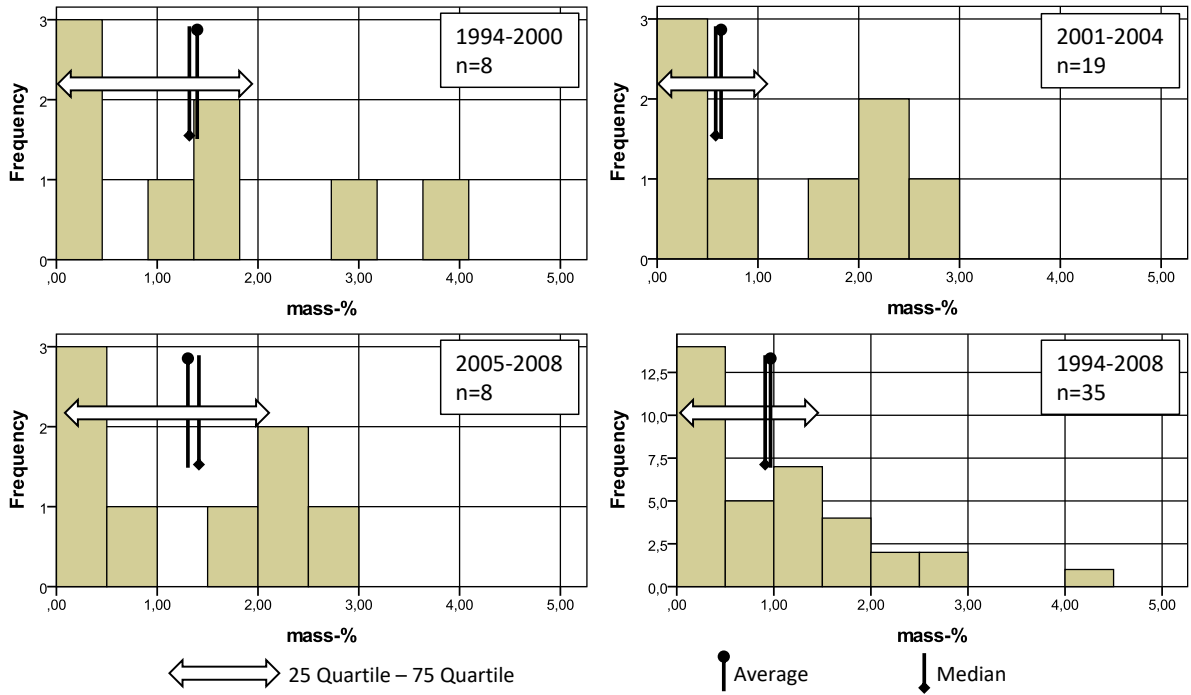 3
2
1
0
Frequency
1994-2000
n=8
,00 1,00 2,00 3,00 4,00 5,00
mass-%
3
2
1
0
Frequency
2001-2004
n=19
,00 1,00 2,00 3,00 4,00 5,00
mass-%
3
2
1
0
Frequency
2005-2008
n=8
,00 1,00 2,00 3,00 4,00 5,00
mass-%
12,5
10,0
7,5
5,0
2,5
0,0
Frequency
1994-2008
n=35
,00 1,00 2,00 3,00 4,00 5,00
mass-%
25 Quartile – 75 Quartile
Average
Median